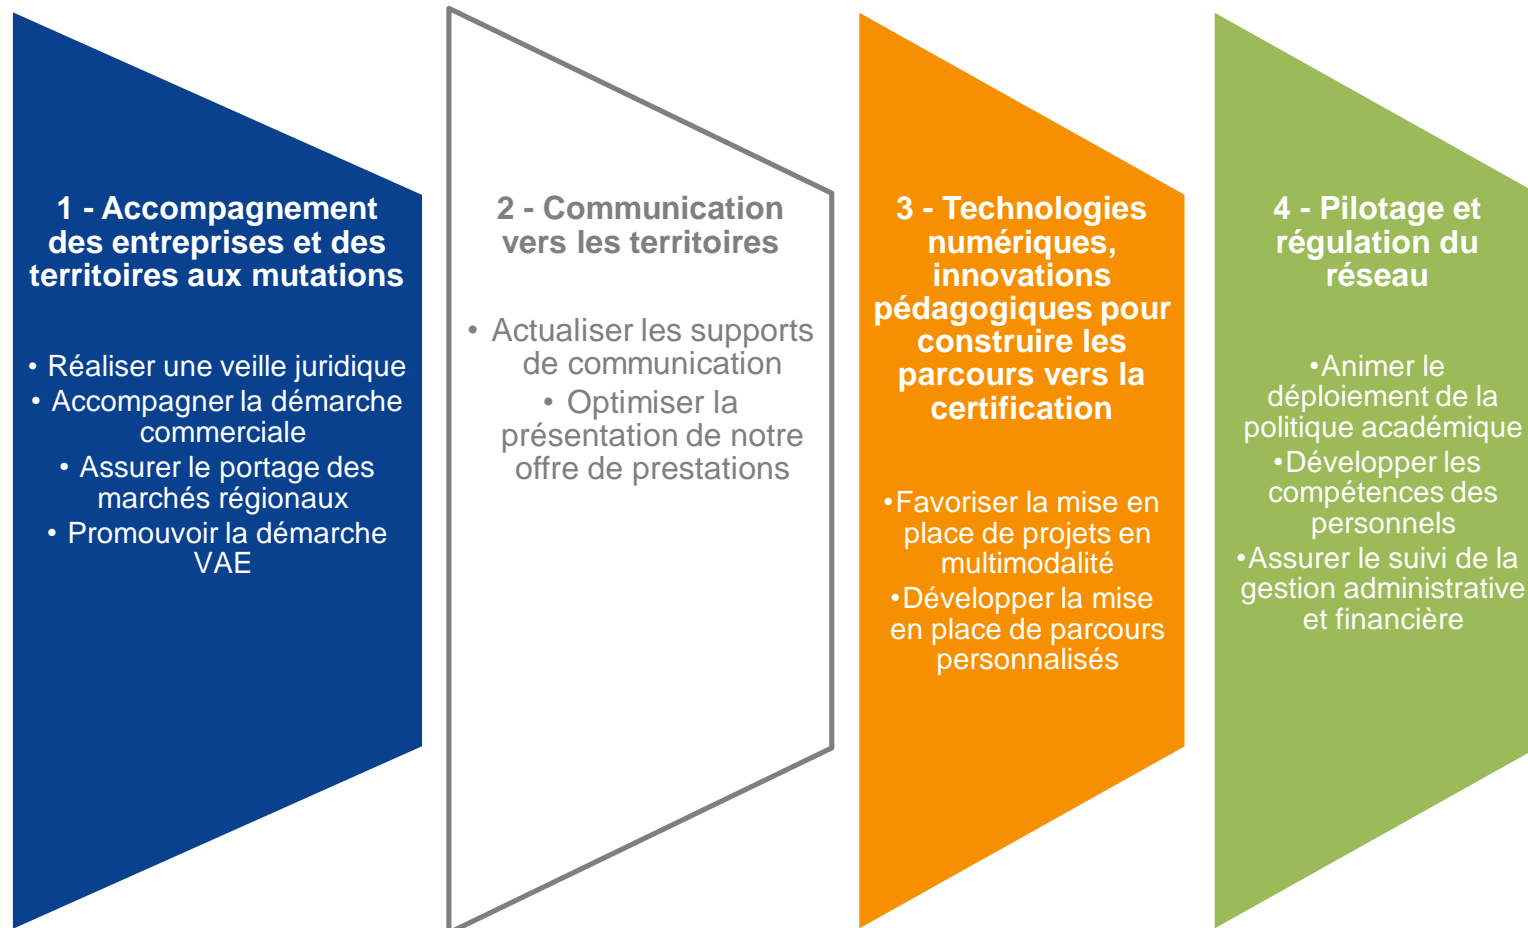 1 - Accompagnement
des entreprises et des
territoires aux mutations
• Réaliser une veille juridique
• Accompagner la démarche
commerciale
• Assurer le portage des
marchés régionaux
• Promouvoir la démarche
VAE
2 - Communication
vers les territoires
• Actualiser les supports
de communication
• Optimiser la
présentation de notre
offre de prestations
3 - Technologies
numériques,
innovations
pédagogiques pour
construire les
parcours vers la
certification
•Favoriser la mise en
place de projets en
multimodalité
•Développer la mise
en place de parcours
personnalisés
4 - Pilotage et
régulation du
réseau
•Animer le
déploiement de la
politique académique
•Développer les
compétences des
personnels
•Assurer le suivi de la
gestion administrative
et financière